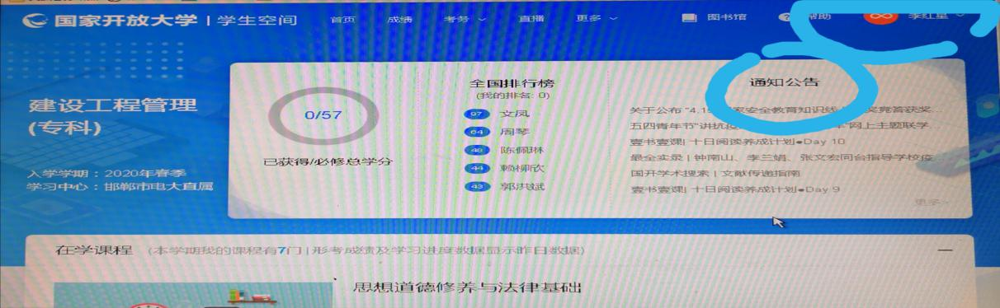 国家开放大学 | 学生空间
首页 成绩 考务 直播 更多 图书馆 帮助 李红星
建设工程管理
(专科)
入学学期：2020年春季
学习中心：邯郸市电大直属
0/57
已获得/必修总学分
全国排行榜
(我的排名: 0)
97 文凤
64 周琴
48 陈佩琳
44 赖柳欣
43 郭洪斌
通知公告
关于公布 "4.15 家安全教育知识线 奖竞答获奖...
五四青年节"讲抗疫 "网上主题联学...
壹书壹课| 十日阅读养成计划●Day 10
最全实录 | 钟南山、李兰娟、张文宏同台指导学校疫...
国开学术搜索 | 文献传递指南
壹书壹课| 十日阅读养成计划●Day 9
更多>
在学课程 (本学期我的课程有7门 | 形考成绩及学习进度数据显示昨日数据)
思想道德修养与法律基础